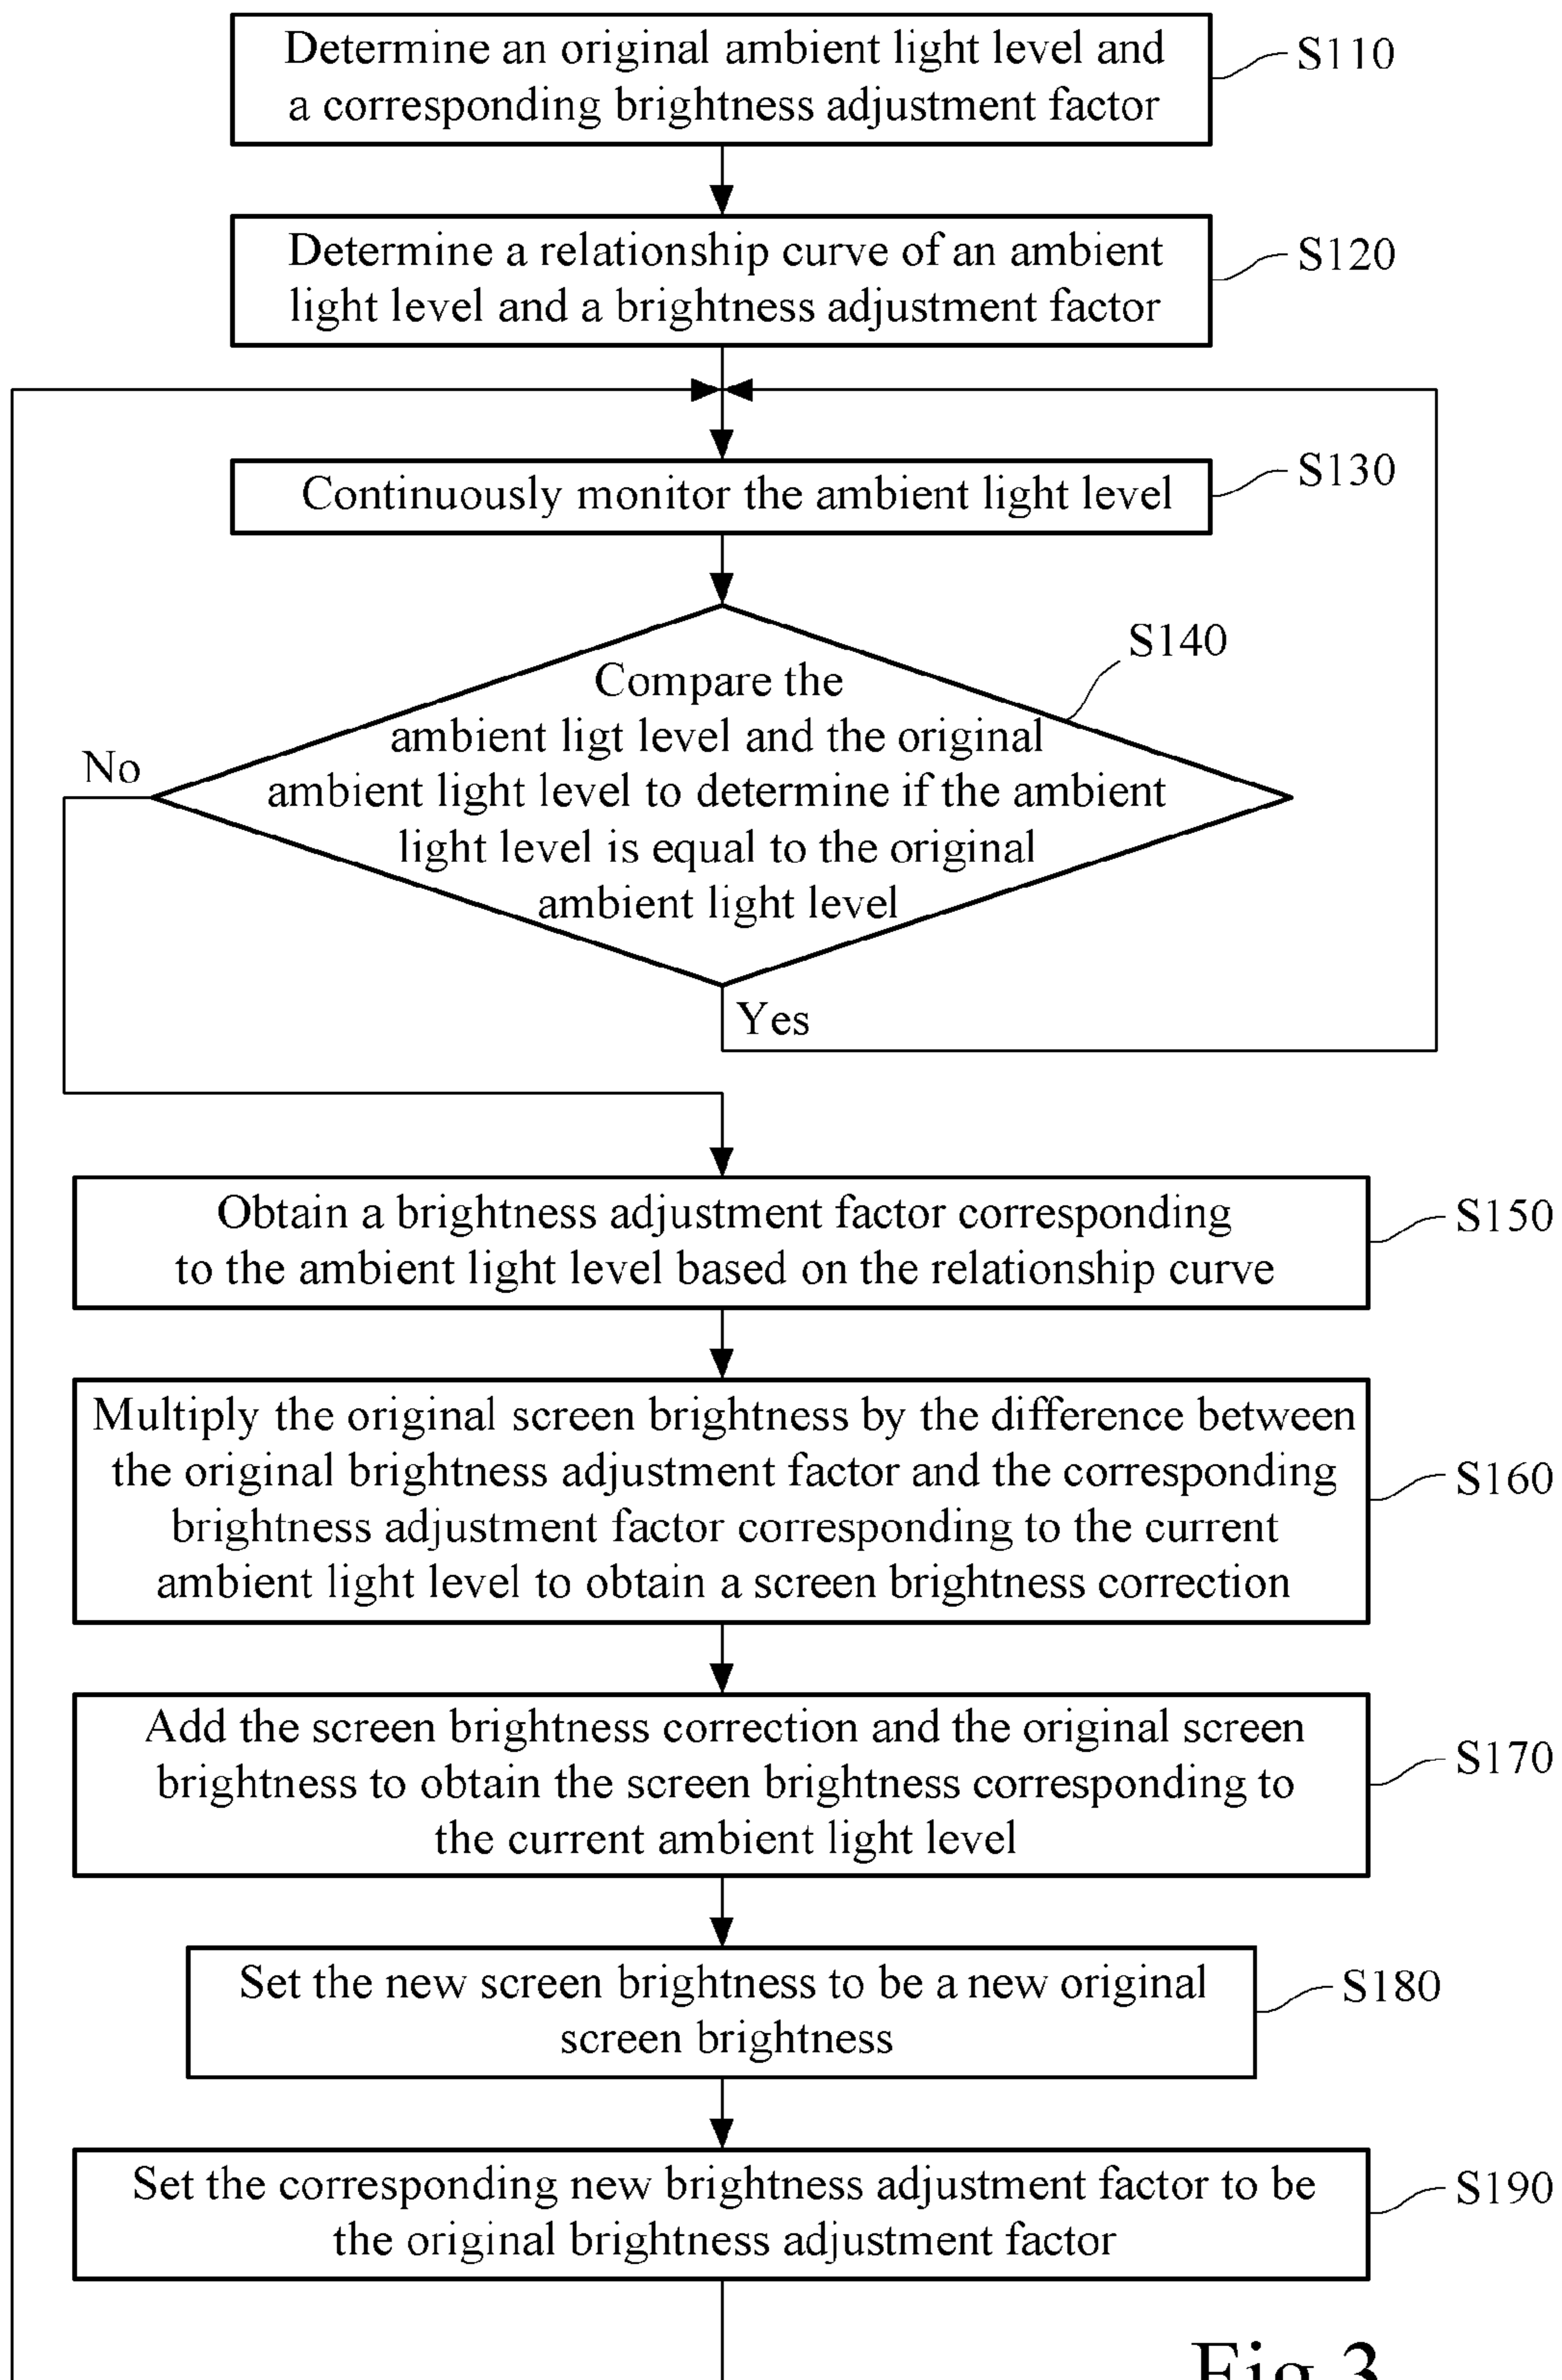 Determine an original ambient light level and
a corresponding brightness adjustment factor
S110
Determine a relationship curve of an ambient
light level and a brightness adjustment factor
S120
Continuously monitor the ambient light level
S130
Compare the
ambient ligt level and the original
ambient light level to determine if the ambient
light level is equal to the original
ambient light level
S140
No
Yes
Obtain a brightness adjustment factor corresponding
to the ambient light level based on the relationship curve
S150
Multiply the original screen brightness by the difference between
the original brightness adjustment factor and the corresponding
brightness adjustment factor corresponding to the current
ambient light level to obtain a screen brightness correction
S160
Add the screen brightness correction and the original screen
brightness to obtain the screen brightness corresponding to
the current ambient light level
S170
Set the new screen brightness to be a new original
screen brightness
S180
Set the corresponding new brightness adjustment factor to be
the original brightness adjustment factor
S190
Fig.3